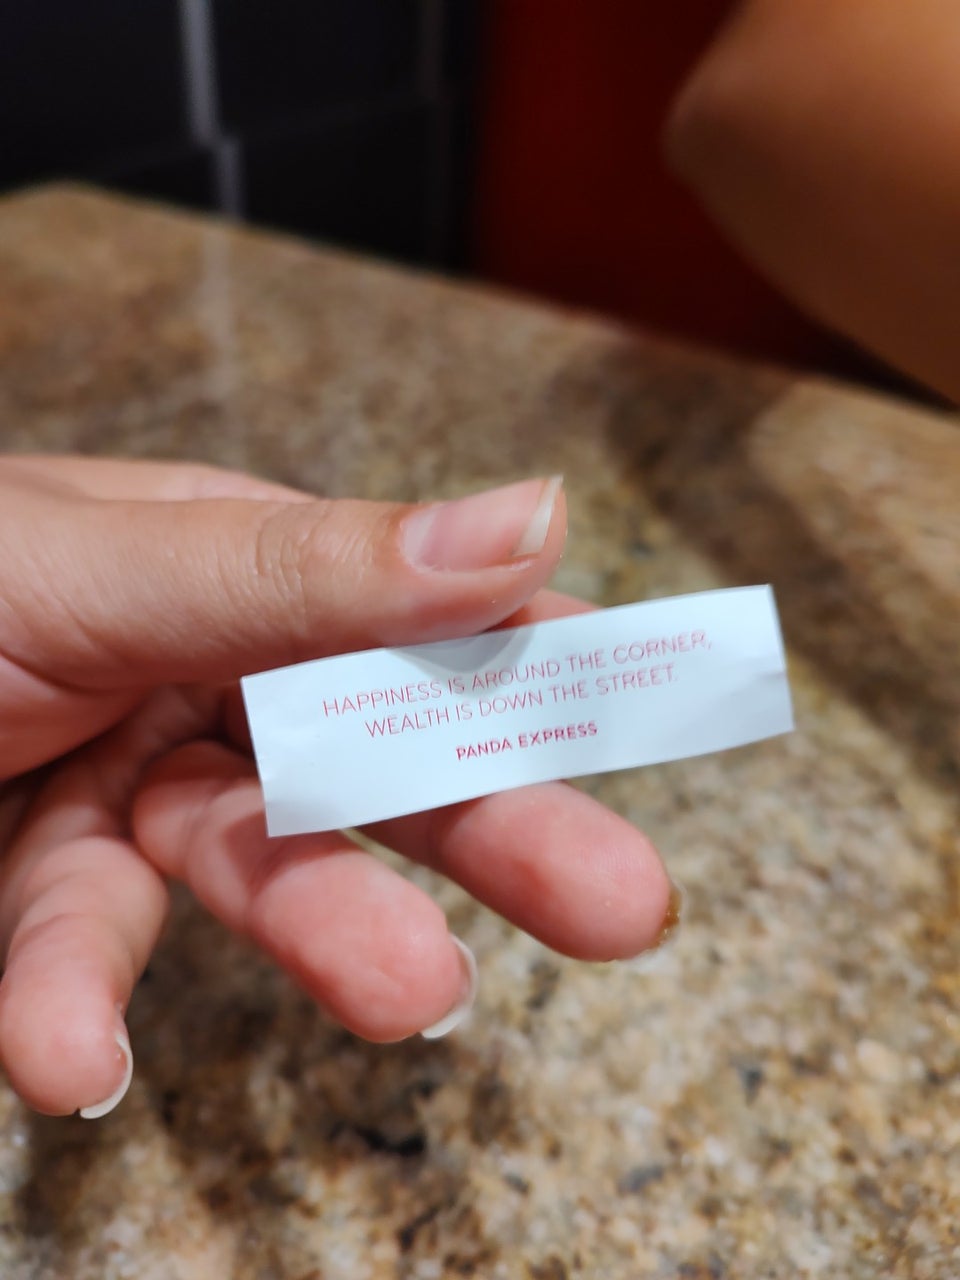 HAPPINESS IS AROUND THE CORNER,
WEALTH IS DOWN THE STREET.
PANDA EXPRESS